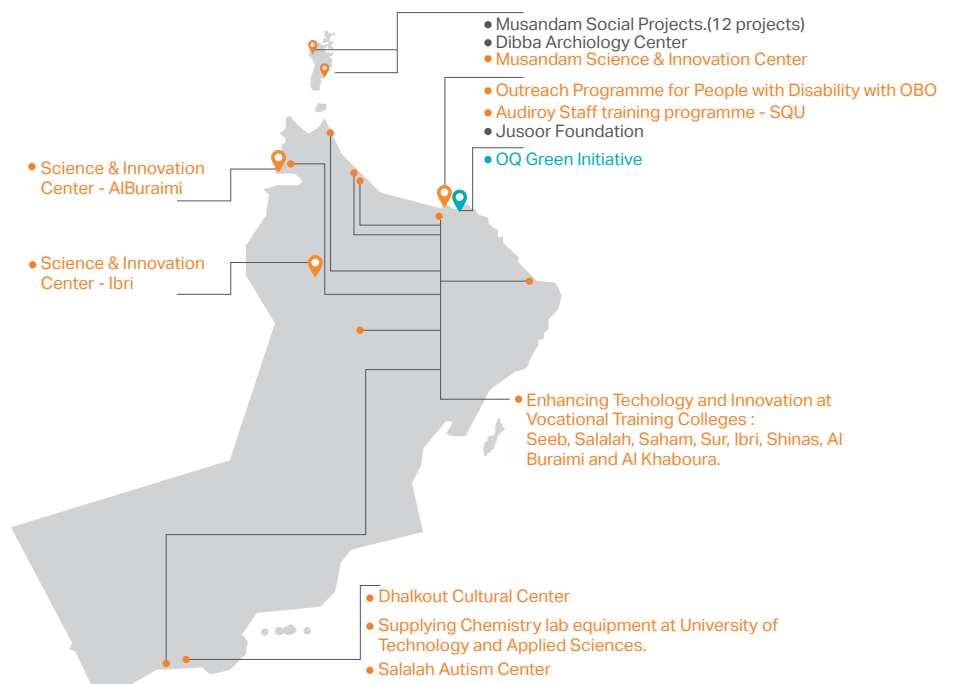 Musandam Social Projects.(12 projects)
Dibba Archiology Center
Musandam Science & Innovation Center
Outreach Programme for People with Disability with OBO
Audiroy Staff training programme - SQU
Jusoor Foundation
OQ Green Initiative
Science & Innovation
Center - AlBuraimi
Science & Innovation
Center - Ibri
Enhancing Techology and Innovation at
Vocational Training Colleges :
Seeb, Salalah, Saham, Sur, Ibri, Shinas, Al
Buraimi and Al Khaboura.
Dhalkout Cultural Center
Supplying Chemistry lab equipment at University of
Technology and Applied Sciences.
Salalah Autism Center